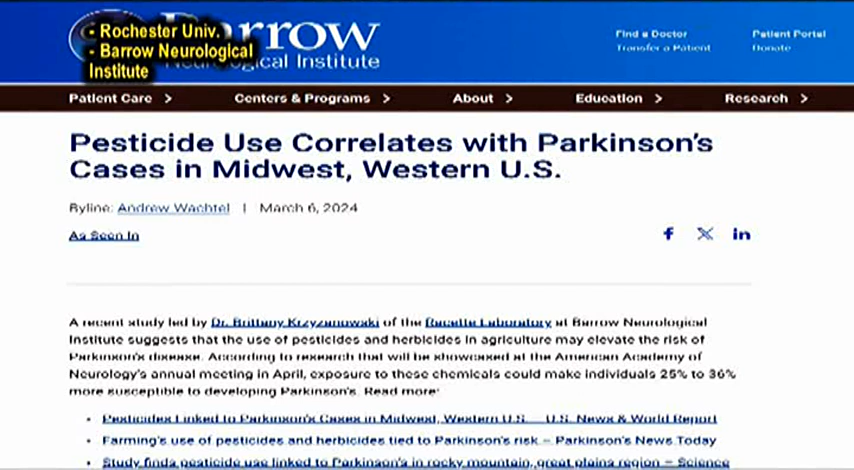 - Rochester Univ.
- Barrow Neurological
Institute
Barrow
Neurological Institute
Find a Doctor
Patient Portal
Transfer a Patient
Donate
Patient Care >
Centers & Programs >
About >
Education >
Research >
Pesticide Use Correlates with Parkinson's
Cases in Midwest, Western U.S.
Byline: Andrew Wachtel | March 6, 2024
As Seen In
A recent study led by Dr. Brittany Krzyzanowski of the Racette Laboratory at Barrow Neurological
Institute suggests that the use of pesticides and herbicides in agriculture may elevate the risk of
Parkinson's disease. According to research that will be showcased at the American Academy of
Neurology's annual meeting in April, exposure to these chemicals could make individuals 25% to 36%
more susceptible to developing Parkinson's. Read more:
• Pesticides Linked to Parkinson's Cases in Midwest, Western U.S. – U.S. News & World Report
• Farming's use of pesticides and herbicides tied to Parkinson's risk – Parkinson's News Today
• Study finds pesticide use linked to Parkinson's in rocky mountain, great plains region – Science